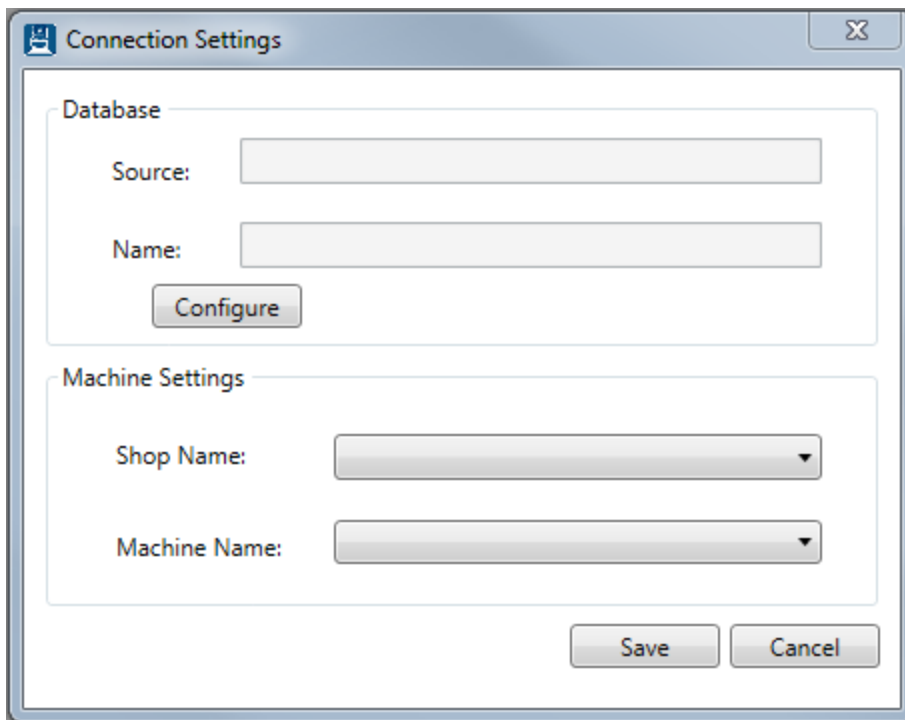 Connection Settings
Database
Source:
Name:
Configure
Machine Settings
Shop Name:
Machine Name:
Save Cancel